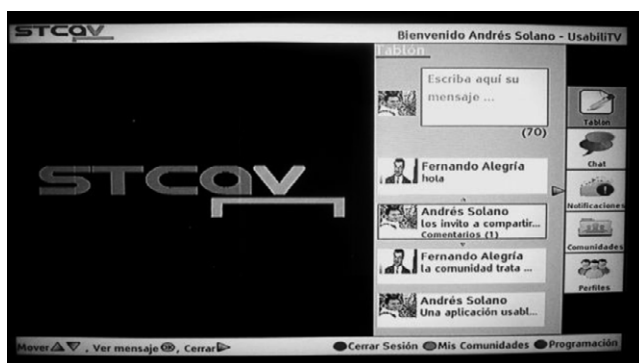 STCAV
Bienvenido Andrés Solano - UsabiliTV
Tablón
Escriba aquí su
mensaje ...
(70)
Fernando Alegría
hola
Andrés Solano
los invito a compartir...
Comentarios (1)
Fernando Alegría
la comunidad trata ...
Andrés Solano
Una aplicación usabl...
Tablón
Chat
Notificaciones
Comunidades
Perfiles
STCAV
Mover , Ver mensaje , Cerrar
Cerrar Sesión Mis Comunidades Programación